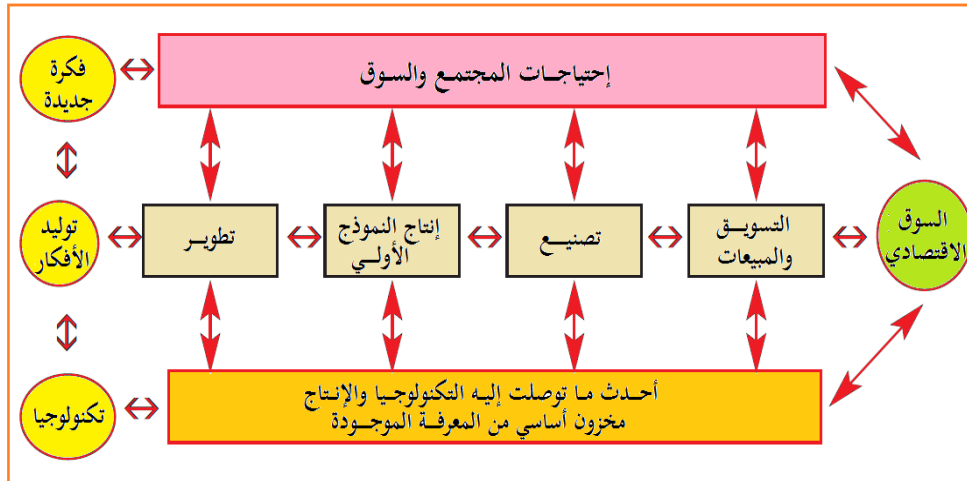 فكرة
جديدة
إحتياجات المجتمع والسوق
توليد
الأفكار
تطوير
إنتاج النموذج
الأولي
تصنيع
التسويق
والمبيعات
السوق
الاقتصادي
تكنولوجيا
أحدث ما توصلت إليه التكنولوجيا والإنتاج
مخزون أساسي من المعرفة الموجودة